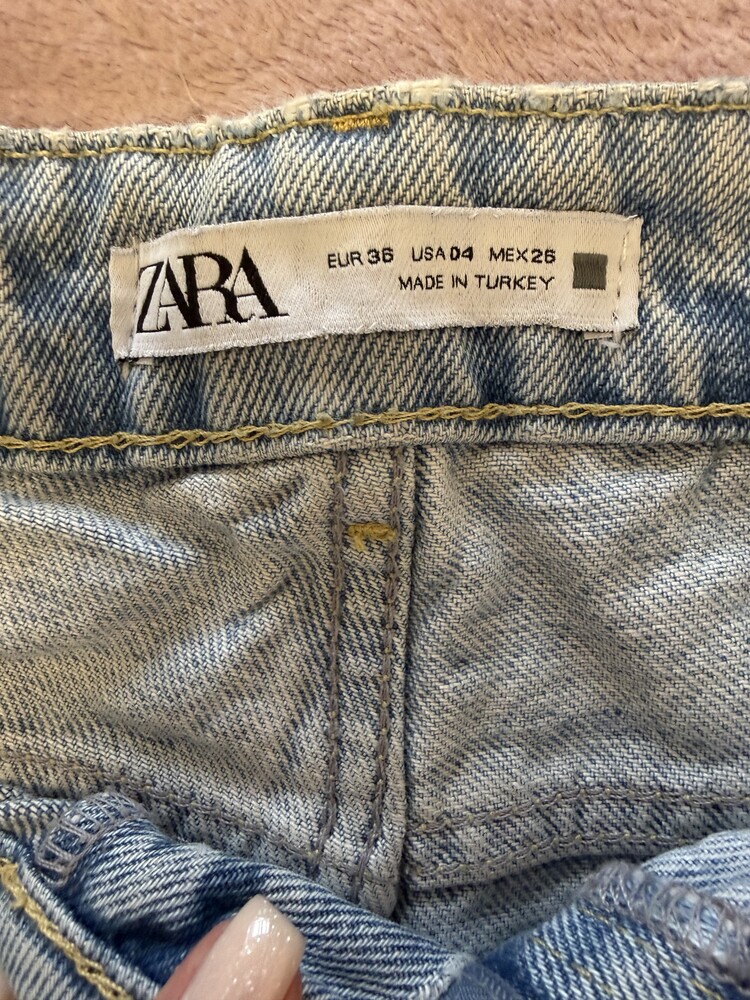 ZARA
EUR 36 USA 04 MEX 26
MADE IN TURKEY